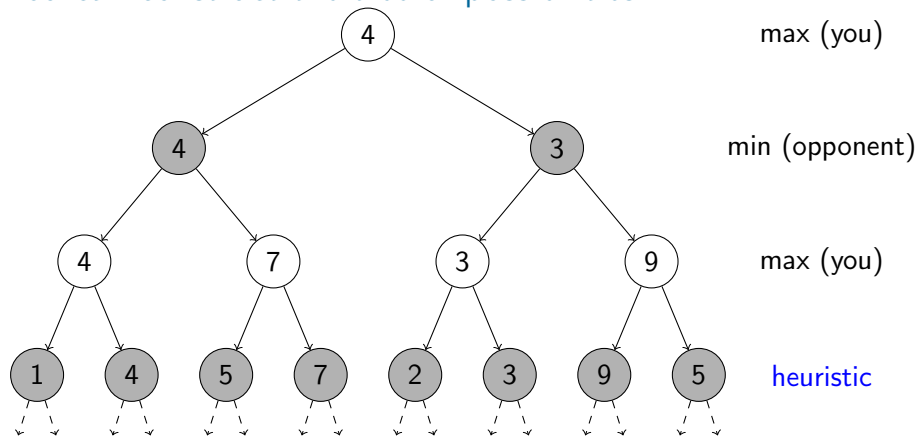 4 max (you)
4 3 min (opponent)
4 7 3 9 max (you)
1 4 5 7 2 3 9 5 heuristic